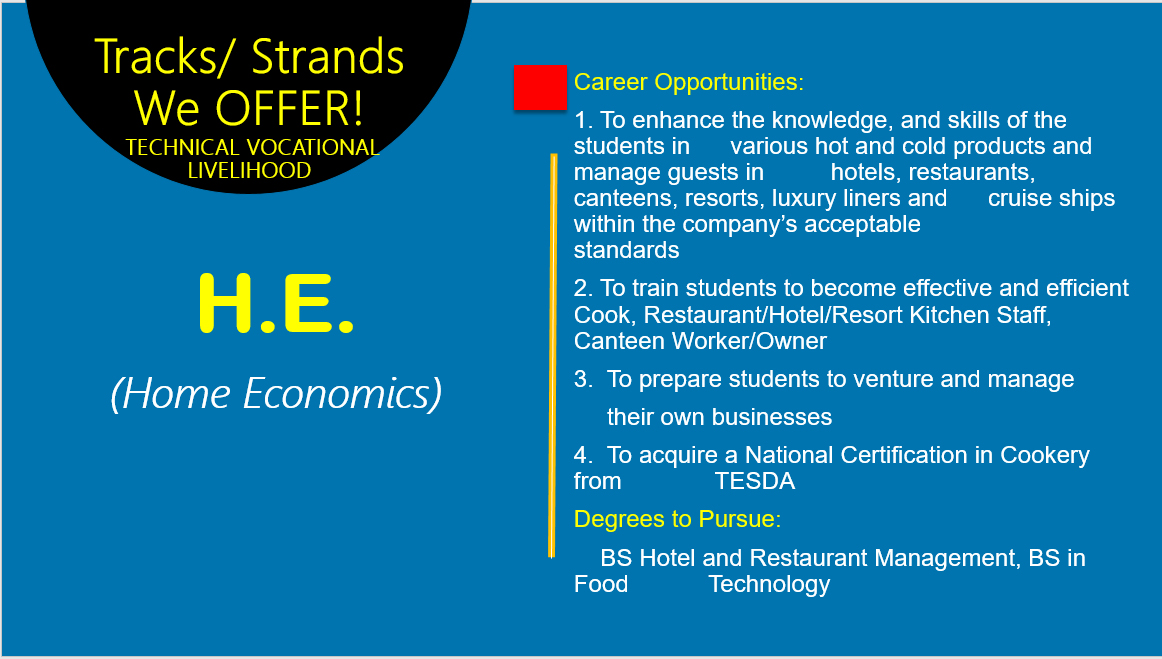 Tracks/ Strands
We OFFER!
TECHNICAL VOCATIONAL
LIVELIHOOD
H.E.
(Home Economics)
Career Opportunities:
1. To enhance the knowledge, and skills of the
students in various hot and cold products and
manage guests in hotels, restaurants,
canteens, resorts, luxury liners and cruise ships
within the company’s acceptable
standards
2. To train students to become effective and efficient
Cook, Restaurant/Hotel/Resort Kitchen Staff,
Canteen Worker/Owner
3. To prepare students to venture and manage
their own businesses
4. To acquire a National Certification in Cookery
from TESDA
Degrees to Pursue:
BS Hotel and Restaurant Management, BS in
Food Technology